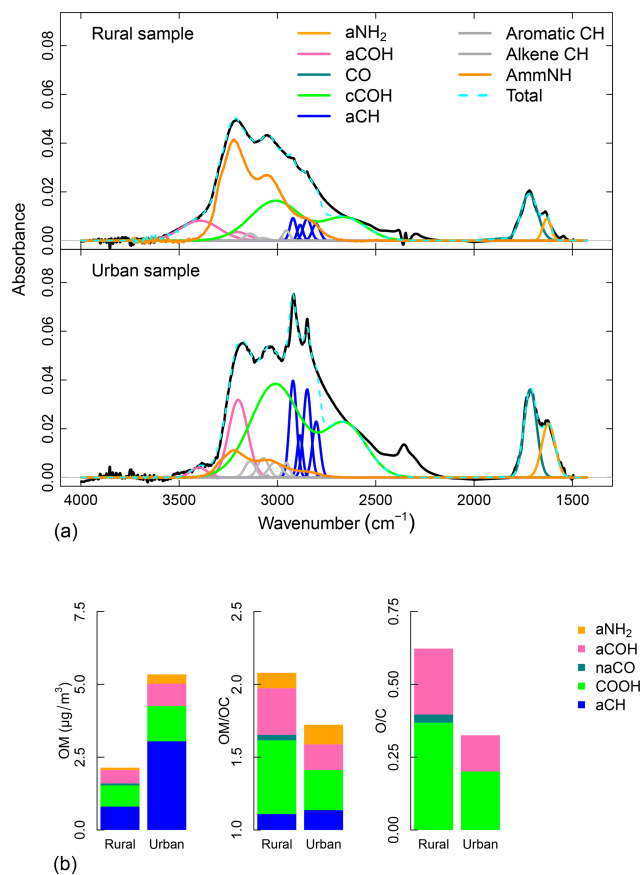 Rural sample
aNH₂
aCOH
CO
cCOH
aCH
Aromatic CH
Alkene CH
AmmNH
Total
0.08
0.06
0.04
0.02
0.00
Absorbance
Urban sample
0.08
0.06
0.04
0.02
0.00
4000 3500 3000 2500 2000 1500
Wavenumber (cm⁻¹)
(a)
OM (μg/m³)
7.5
5.0
2.5
0.0
Rural Urban
OM/OC
2.5
2.0
1.5
1.0
Rural Urban
O/C
0.75
0.50
0.25
0.00
Rural Urban
aNH₂
aCOH
naCO
COOH
aCH
(b)